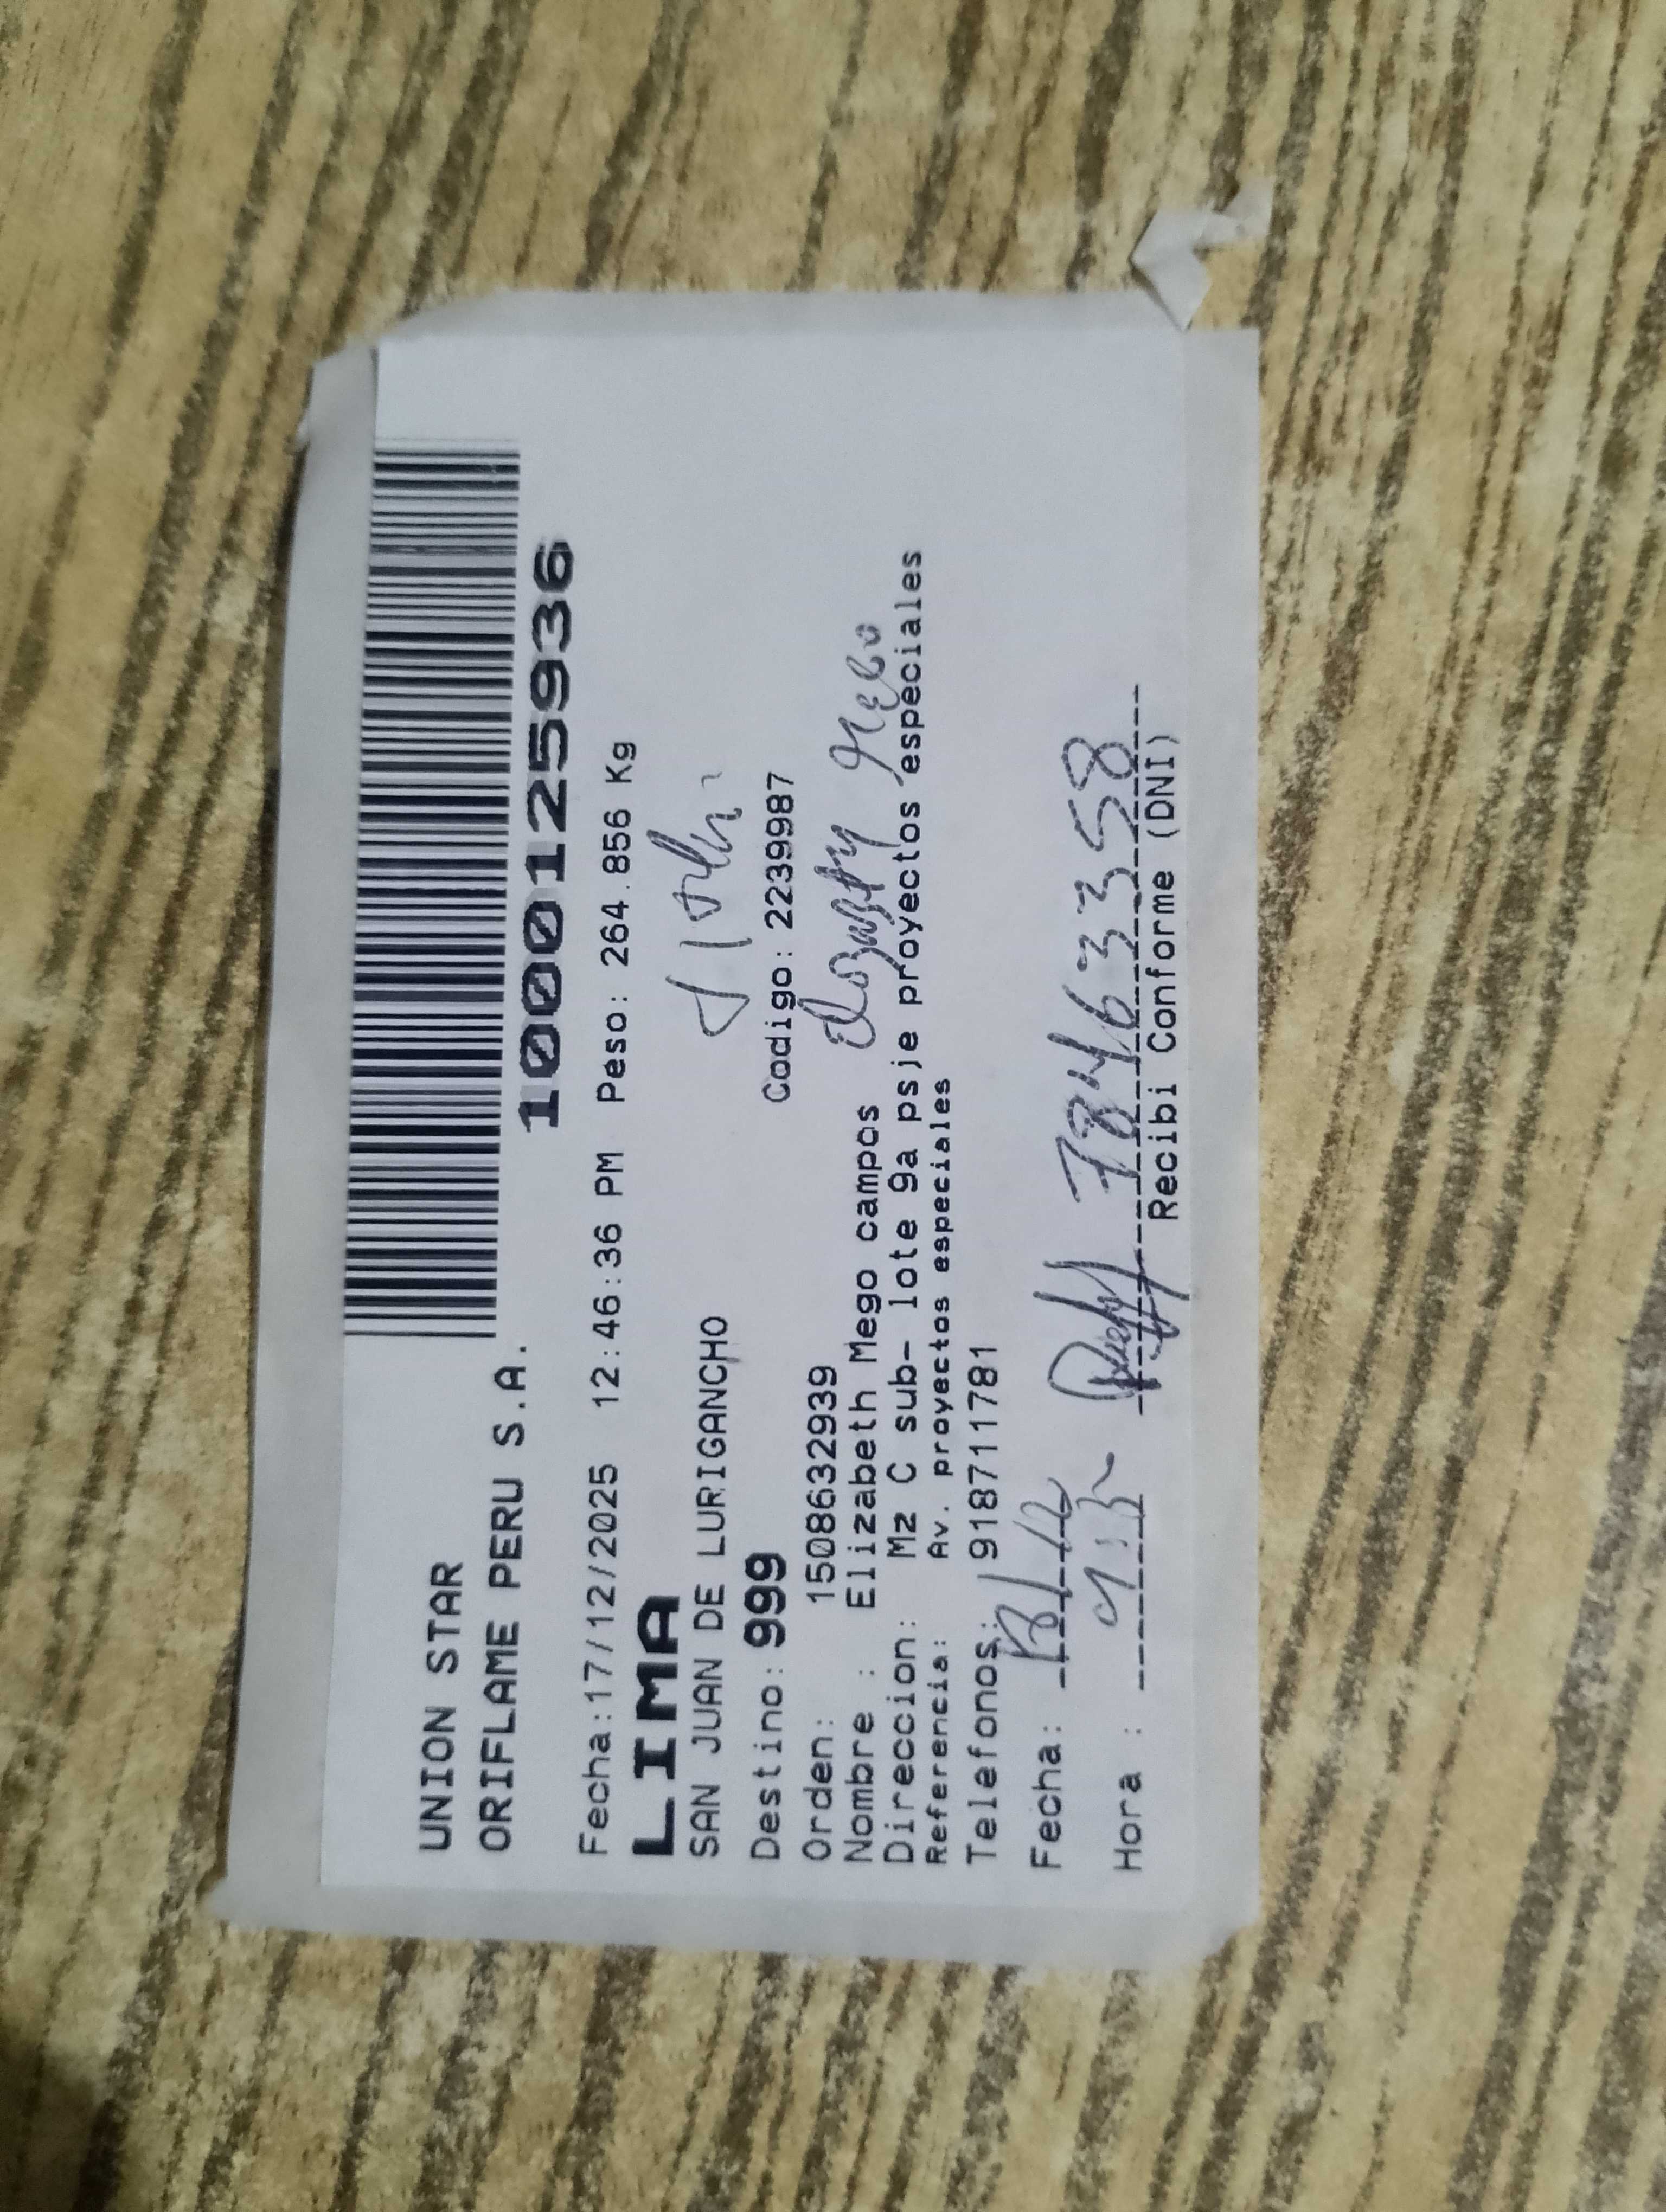 UNION STAR
ORIFLAME PERU S.A.
1000125936
Fecha:17/12/2025 12:46:36 PM Peso: 264.856 Kg
LIMA
SAN JUAN DE LURIGANCHO
Destino: 999
Codigo: 2239987
Orden: 1508632939
Nombre : Elizabeth Mego campos
Direccion: Mz C sub- lote 9a psje proyectos especiales
Referencia: Av. proyectos especiales
Telefonos: 918711781
Fecha:
Hora :
Recibi Conforme (DNI)